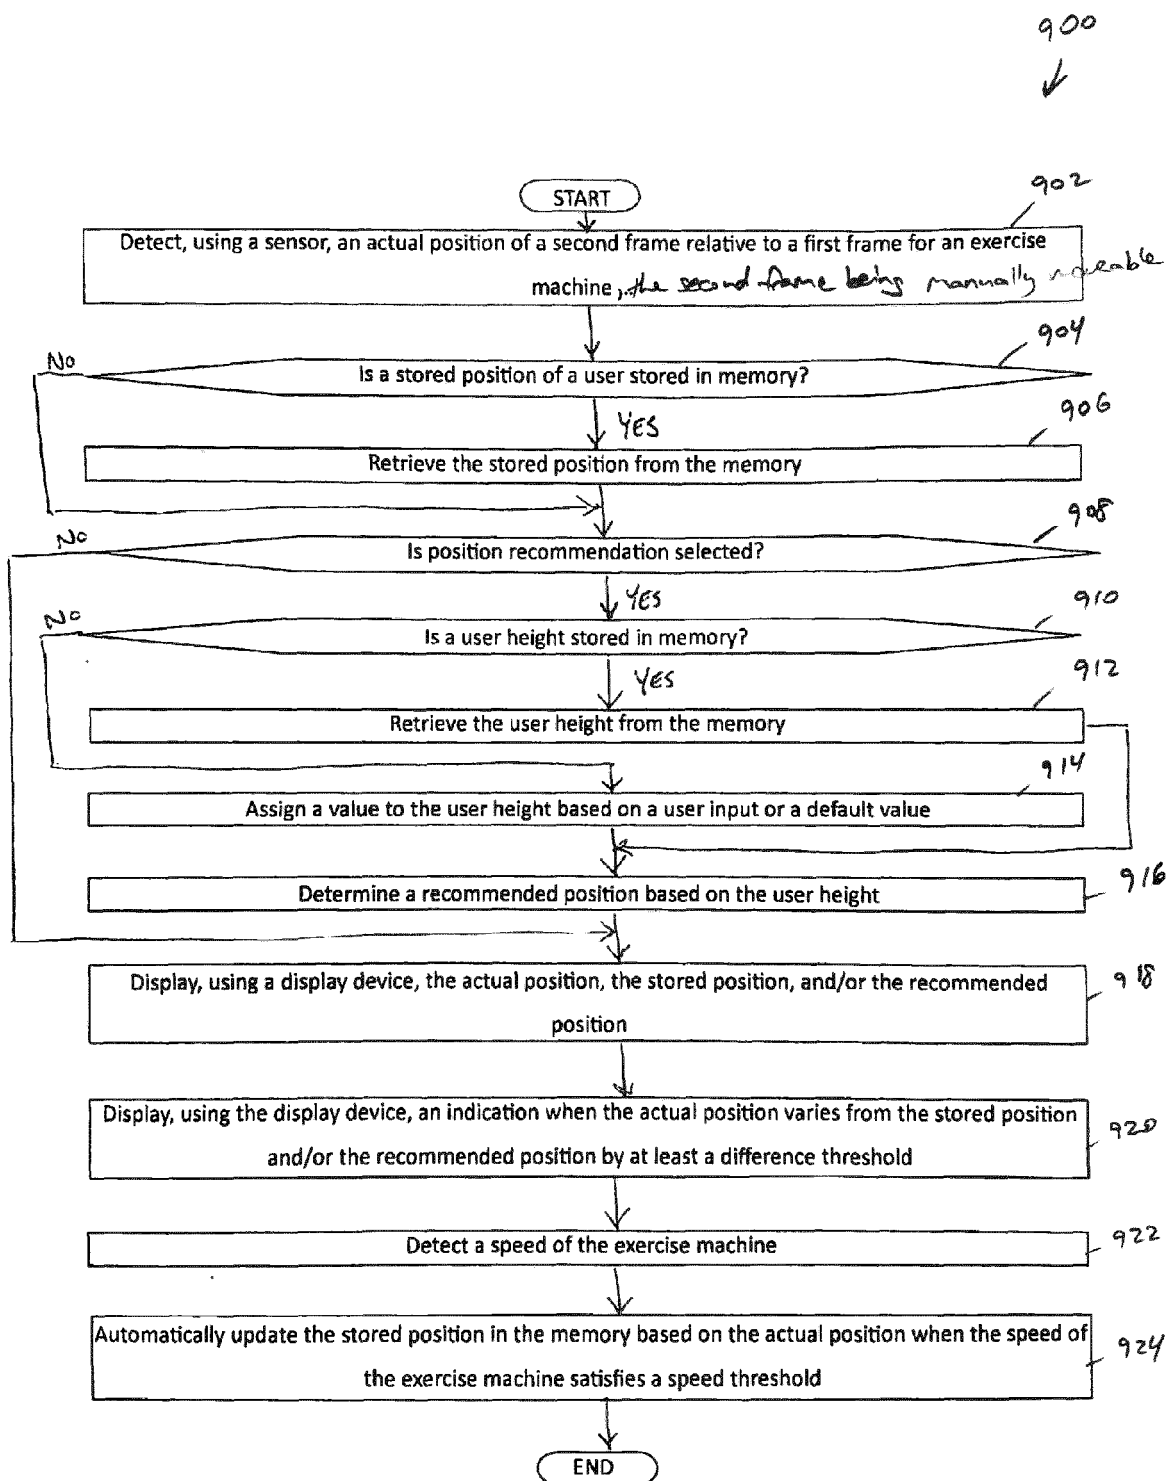 900
START
902
Detect, using a sensor, an actual position of a second frame relative to a first frame for an exercise
machine, the second frame being manually moveable
904
No
Is a stored position of a user stored in memory?
YES
906
Retrieve the stored position from the memory
908
No
Is position recommendation selected?
YES
910
No
Is a user height stored in memory?
YES
912
Retrieve the user height from the memory
914
Assign a value to the user height based on a user input or a default value
Determine a recommended position based on the user height
916
Display, using a display device, the actual position, the stored position, and/or the recommended
position
918
Display, using the display device, an indication when the actual position varies from the stored position
and/or the recommended position by at least a difference threshold
920
Detect a speed of the exercise machine
922
Automatically update the stored position in the memory based on the actual position when the speed of
the exercise machine satisfies a speed threshold
924
END